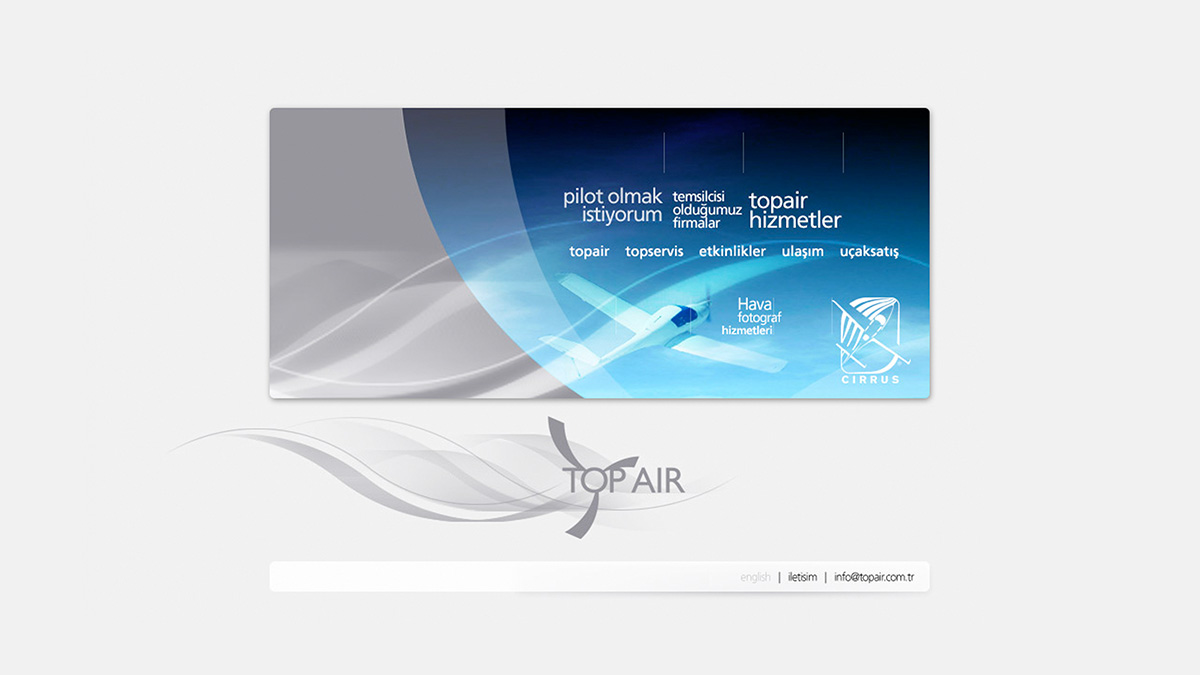 pilot olmak
istiyorum
temsilcisi
olduğumuz
firmalar
topair
hizmetler
topair topservis etkinlikler ulaşım uçaksatış
Hava
fotograf
hizmetleri
CIRRUS
TOP AIR
english | iletisim | info@topair.com.tr